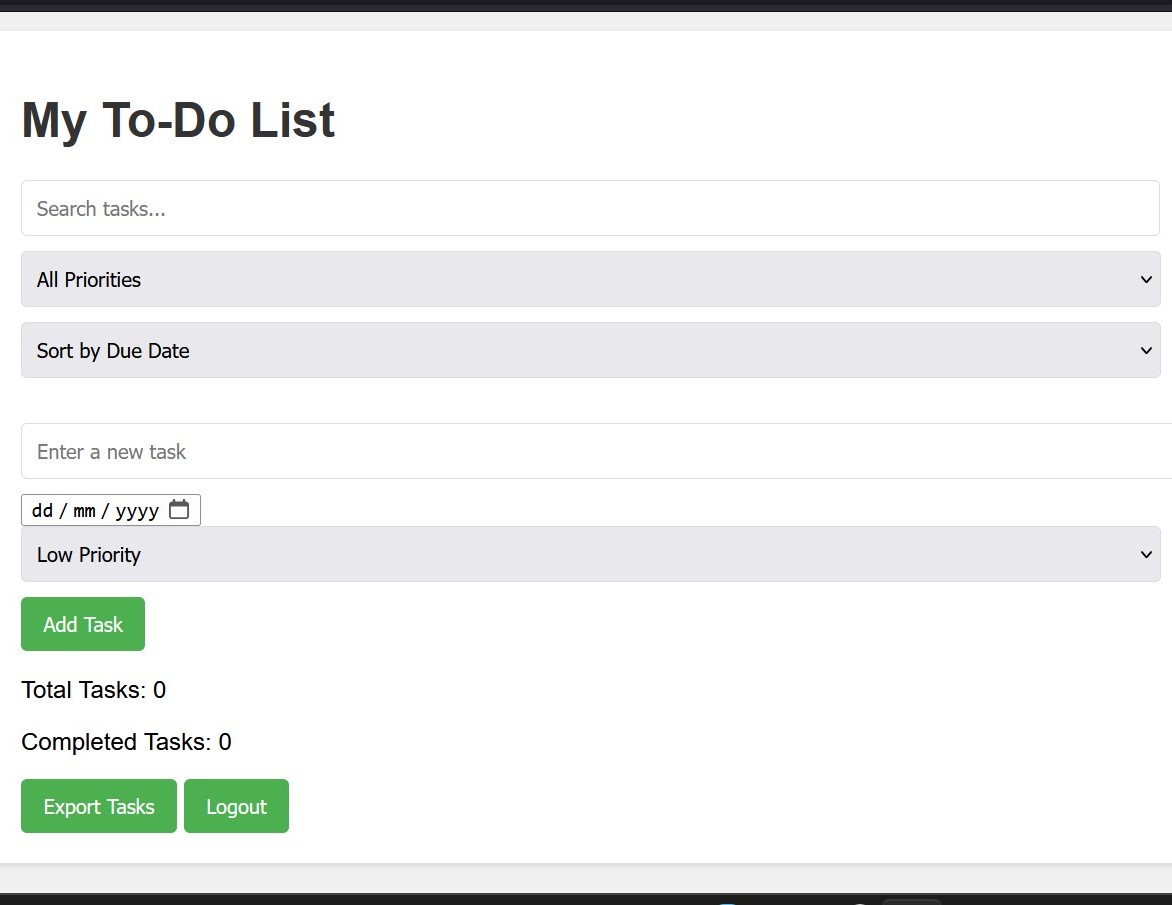 My To-Do List
Search tasks...
All Priorities
Sort by Due Date
Enter a new task
dd / mm / yyyy
Low Priority
Add Task
Total Tasks: 0
Completed Tasks: 0
Export Tasks Logout